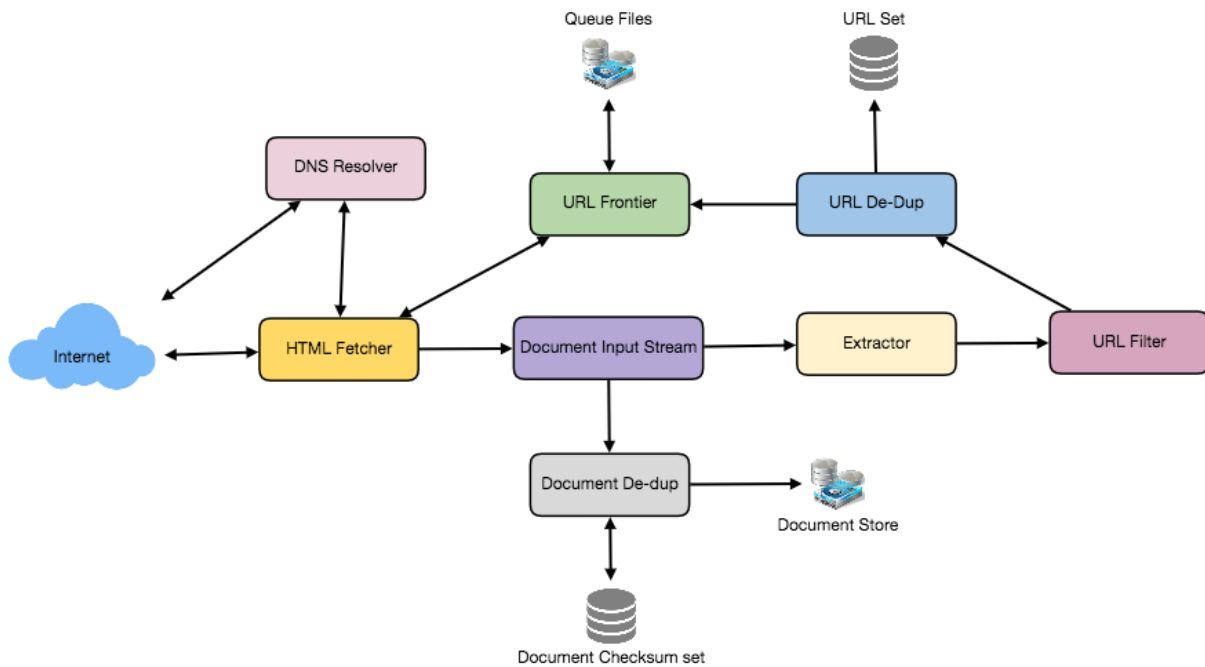 Queue Files
URL Set
DNS Resolver
URL Frontier
URL De-Dup
Internet
HTML Fetcher
Document Input Stream
Extractor
URL Filter
Document De-dup
Document Store
Document Checksum set